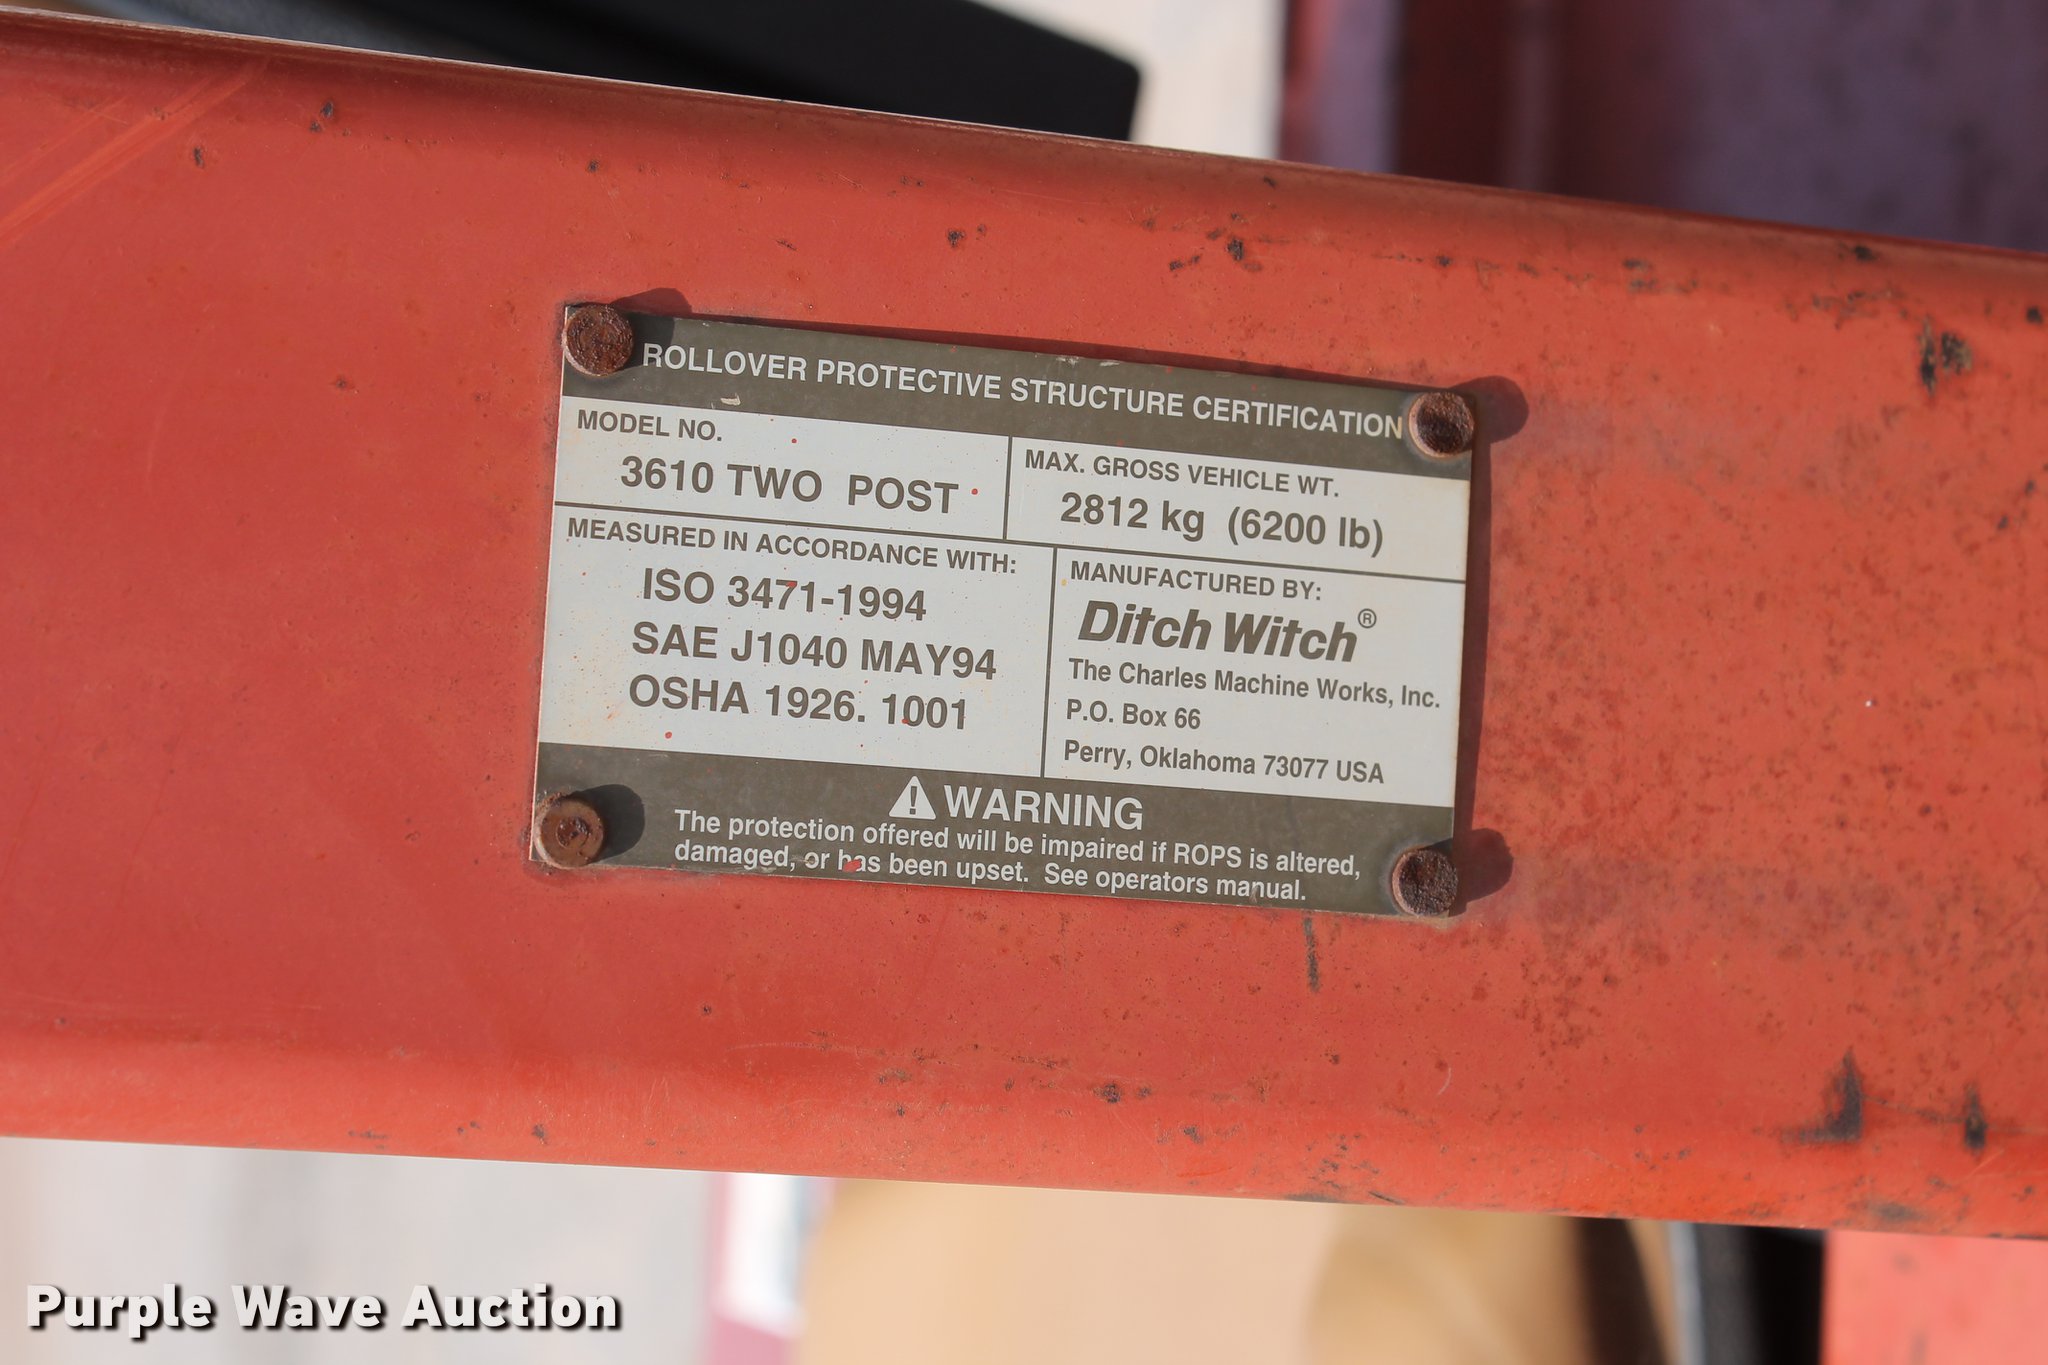 ROLLOVER PROTECTIVE STRUCTURE CERTIFICATION
MODEL NO.
3610 TWO POST
MAX. GROSS VEHICLE WT.
2812 kg (6200 lb)
MEASURED IN ACCORDANCE WITH:
ISO 3471-1994
SAE J1040 MAY94
OSHA 1926. 1001
MANUFACTURED BY:
Ditch Witch®
The Charles Machine Works, Inc.
P.O. Box 66
Perry, Oklahoma 73077 USA
WARNING
The protection offered will be impaired if ROPS is altered,
damaged, or has been upset. See operators manual.
Purple Wave Auction